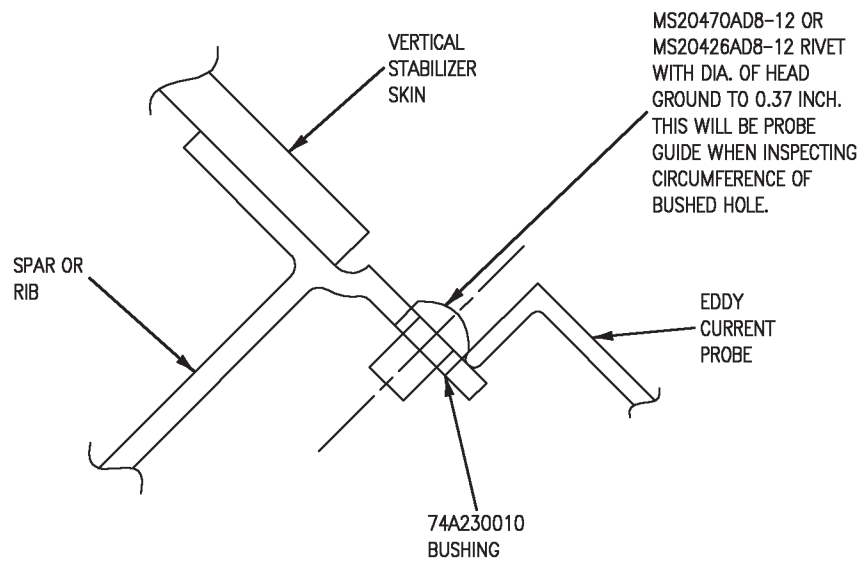 VERTICAL
STABILIZER
SKIN
MS20470AD8-12 OR
MS20426AD8-12 RIVET
WITH DIA. OF HEAD
GROUND TO 0.37 INCH.
THIS WILL BE PROBE
GUIDE WHEN INSPECTING
CIRCUMFERENCE OF
BUSHED HOLE.
SPAR OR
RIB
EDDY
CURRENT
PROBE
74A230010
BUSHING